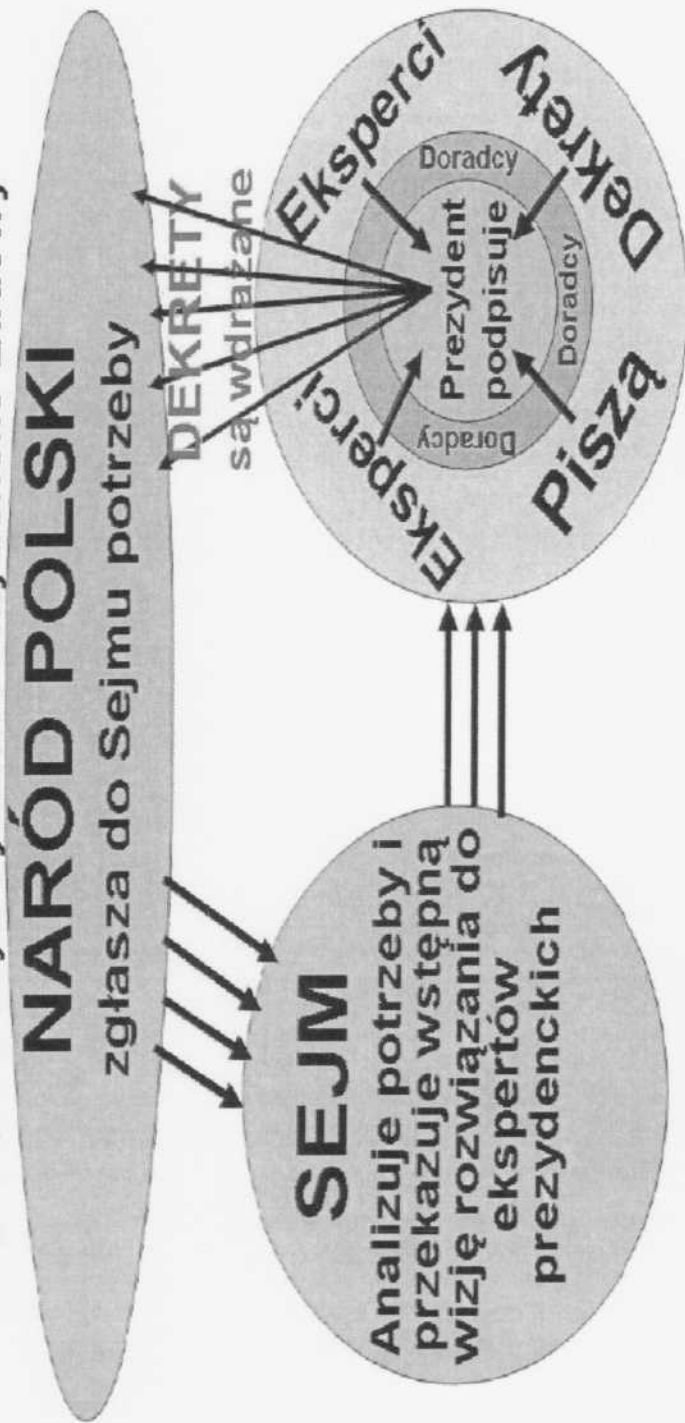 NARÓD POLSKI
zgłasza do Sejmu potrzeby
DEKRETY
są wdrażane
SEJM
Analizuje potrzeby i
przekazuje wstępną
wizję rozwiązania do
ekspertów
prezydenckich
Eksperci
Eksperci
Piszą
Dekrety
Doradcy
Doradcy
Doradcy
Prezydent
podpisuje